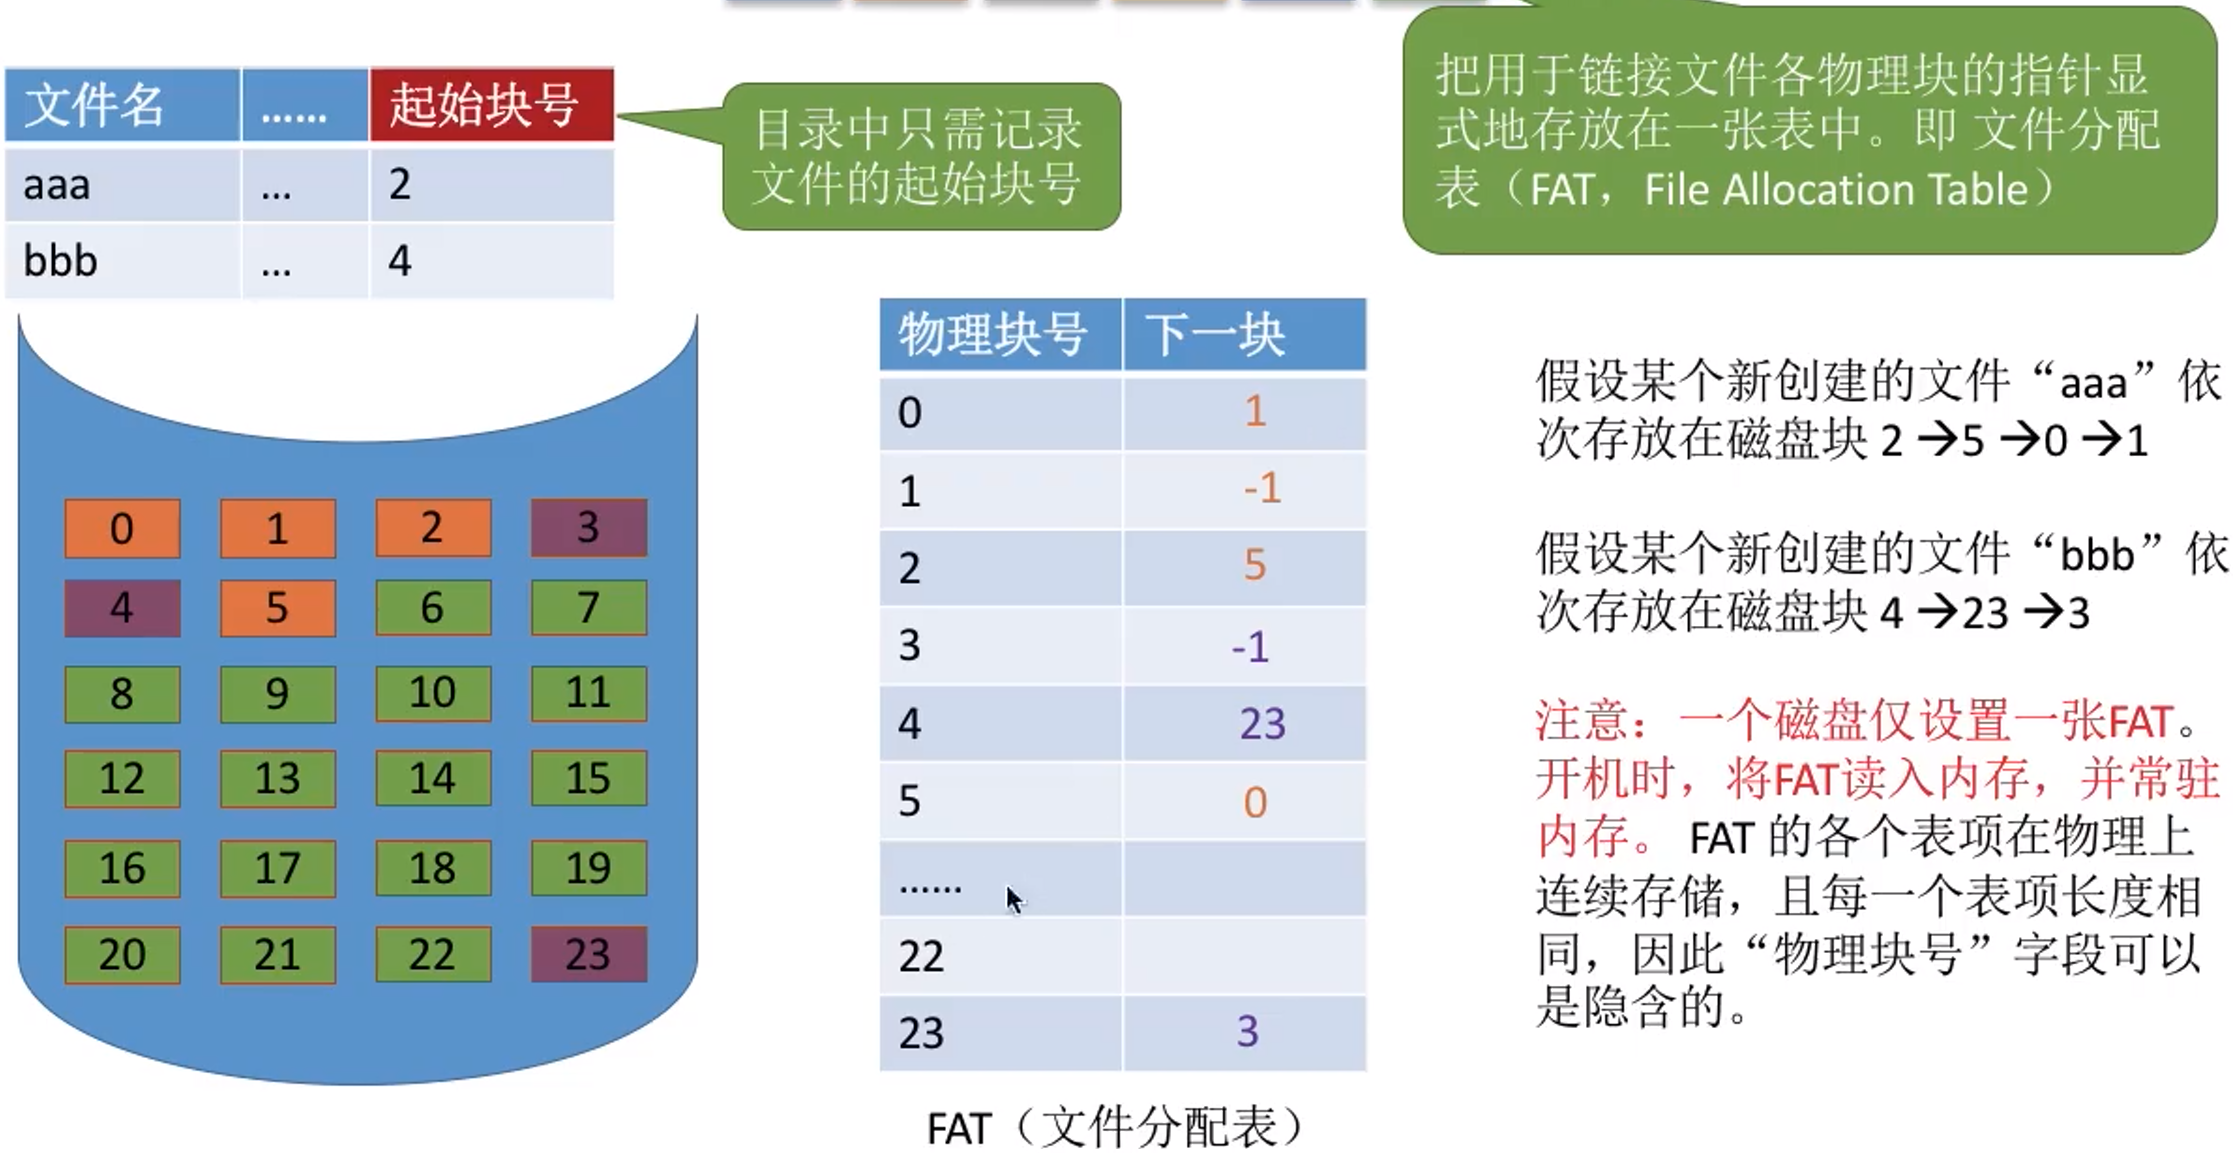 把用于链接文件各物理块的指针显
式地存放在一张表中。即 文件分配
表（FAT，File Allocation Table）
文件名 …… 起始块号
aaa … 2
bbb … 4
目录中只需记录
文件的起始块号
0 1 2 3
4 5 6 7
8 9 10 11
12 13 14 15
16 17 18 19
20 21 22 23
物理块号 下一块
0 1
1 -1
2 5
3 -1
4 23
5 0
……
22
23 3
FAT（文件分配表）
假设某个新创建的文件“aaa”依
次存放在磁盘块 2 →5 →0 →1
假设某个新创建的文件“bbb”依
次存放在磁盘块 4 →23 →3
注意：一个磁盘仅设置一张FAT。
开机时，将FAT读入内存，并常驻
内存。 FAT 的各个表项在物理上
连续存储，且每一个表项长度相
同，因此“物理块号”字段可以
是隐含的。